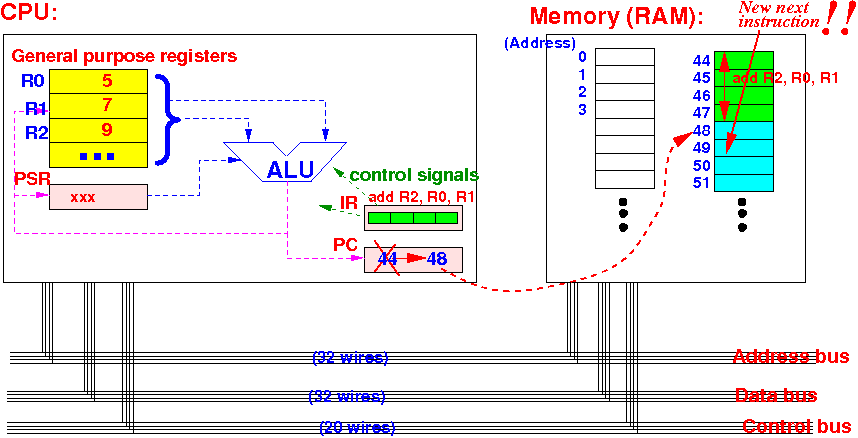 CPU:
Memory (RAM):
New next
instruction !!
(Address)
General purpose registers
R0 5
R1 7
R2 9
PSR
xxx
ALU
control signals
add R2, R0, R1
IR
PC
44 48
0
1
2
3
44
45
46
47
48
49
50
51
add R2, R0, R1
(32 wires)
Address bus
(32 wires)
Data bus
(20 wires)
Control bus